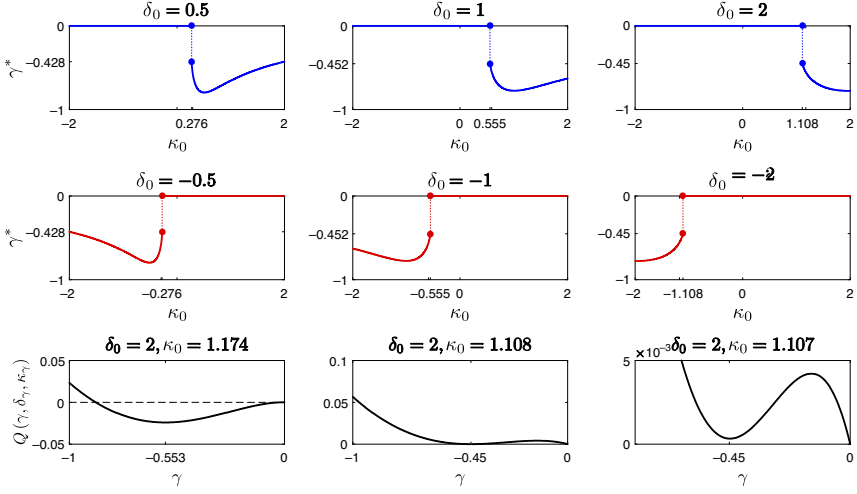 δ₀ = 0.5
δ₀ = 1
δ₀ = 2
γ*
0
-0.428
-1
-2
0.276
2
κ₀
0
-0.452
-1
-2
0
0.555
2
κ₀
0
-0.45
-1
-2
0
1.108
2
κ₀
δ₀ = -0.5
δ₀ = -1
δ₀ = -2
γ*
0
-0.428
-1
-2
-0.276
2
κ₀
0
-0.452
-1
-2
-0.555
0
2
κ₀
0
-0.45
-1
-2
-1.108
0
2
κ₀
δ₀ = 2, κ₀ = 1.174
δ₀ = 2, κ₀ = 1.108
×10⁻³ δ₀ = 2, κ₀ = 1.107
Q (γ, δᵧ, κᵧ)
0.05
0
-0.05
-1
-0.553
0
γ
0.1
0.05
0
-1
-0.45
0
γ
5
0
-0.45
0
γ